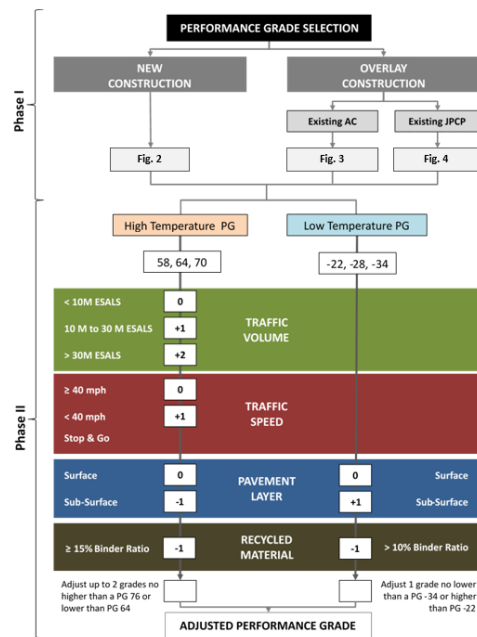 PERFORMANCE GRADE SELECTION
Phase I
NEW
CONSTRUCTION
OVERLAY
CONSTRUCTION
Existing AC
Existing JPCP
Fig. 2
Fig. 3
Fig. 4
Phase II
High Temperature PG
Low Temperature PG
58, 64, 70
-22, -28, -34
< 10M ESALS
0
10 M to 30 M ESALS
+1
> 30M ESALS
+2
TRAFFIC
VOLUME
≥ 40 mph
0
< 40 mph
+1
Stop & Go
TRAFFIC
SPEED
Surface
0
Sub-Surface
-1
PAVEMENT
LAYER
0
Surface
+1
Sub-Surface
≥ 15% Binder Ratio
-1
RECYCLED
MATERIAL
-1
> 10% Binder Ratio
Adjust up to 2 grades no
higher than a PG 76 or
lower than PG 64
Adjust 1 grade no lower
than a PG -34 or higher
than PG -22
ADJUSTED PERFORMANCE GRADE